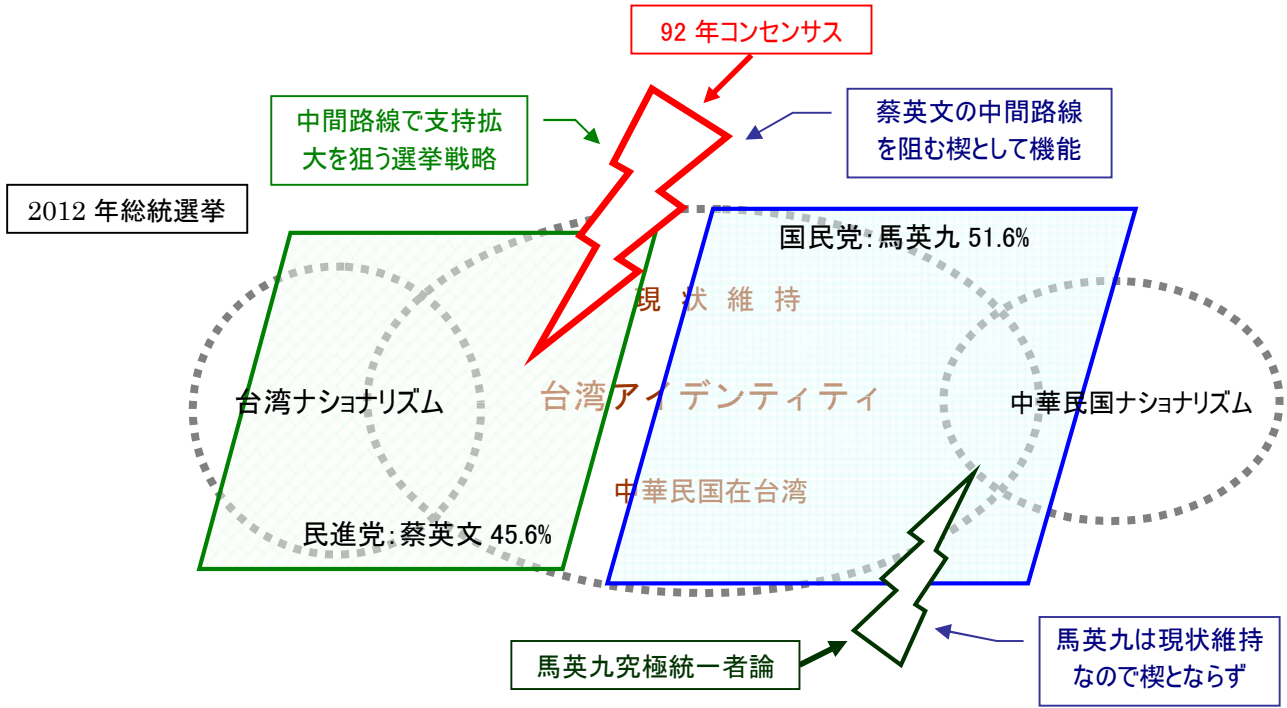 92 年コンセンサス
中間路線で支持拡
大を狙う選挙戦略
蔡英文の中間路線
を阻む楔として機能
2012 年総統選挙
国民党：馬英九 51.6%
現 状 維 持
台湾ナショナリズム
台湾アイデンティティ
中華民国ナショナリズム
中華民国在台湾
民進党：蔡英文 45.6%
馬英九究極統一者論
馬英九は現状維持
なので楔とならず